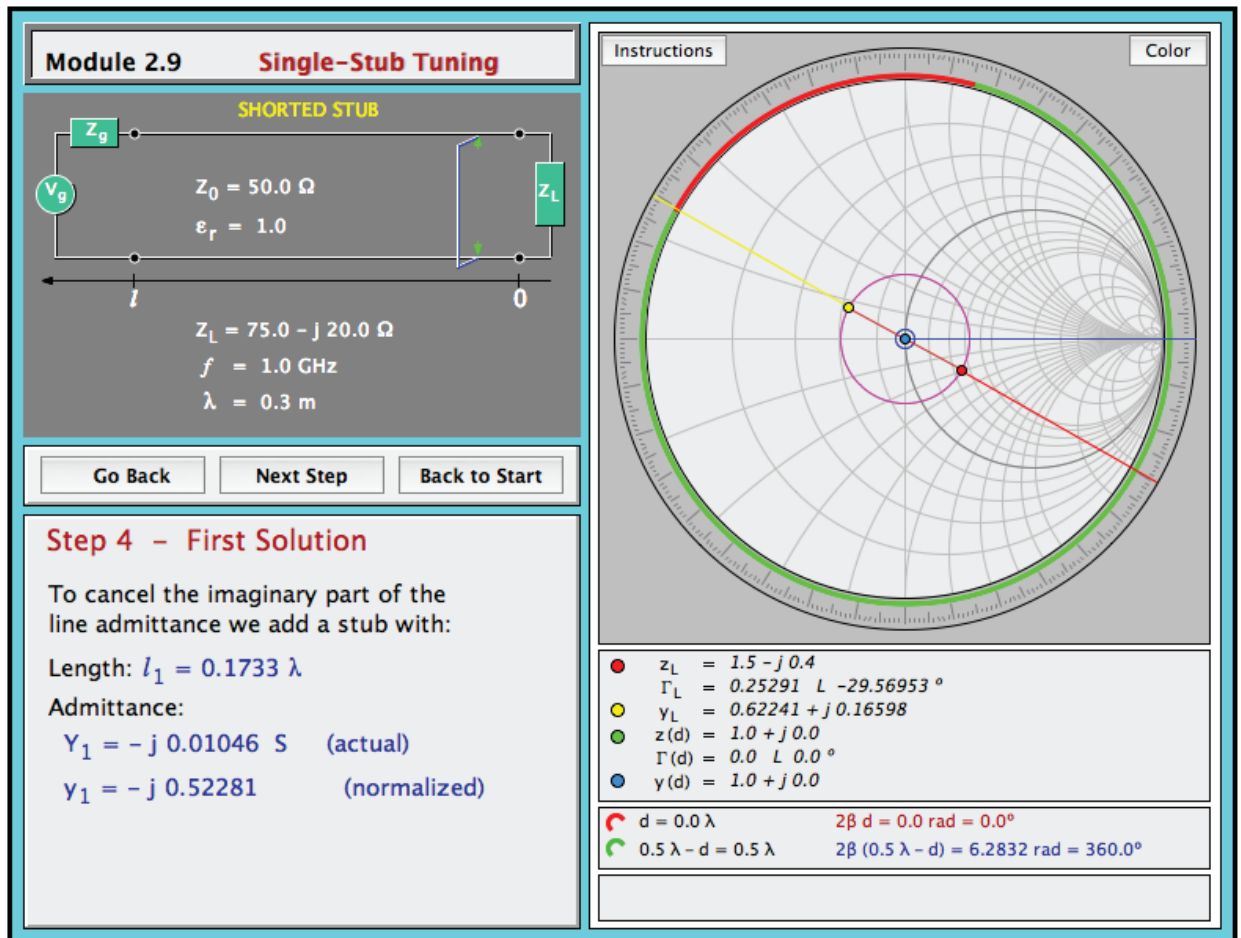 Module 2.9 Single-Stub Tuning
SHORTED STUB
Zg
Vg
Z0 = 50.0 Ω
εr = 1.0
ZL
l
0
ZL = 75.0 - j 20.0 Ω
f = 1.0 GHz
λ = 0.3 m
Go Back
Next Step
Back to Start
Step 4 – First Solution
To cancel the imaginary part of the
line admittance we add a stub with:
Length: l1 = 0.1733 λ
Admittance:
Y1 = - j 0.01046 S (actual)
y1 = - j 0.52281 (normalized)
Instructions
Color
zL = 1.5 - j 0.4
ΓL = 0.25291 L -29.56953 º
yL = 0.62241 + j 0.16598
z(d) = 1.0 + j 0.0
Γ(d) = 0.0 L 0.0 º
y(d) = 1.0 + j 0.0
d = 0.0 λ 2β d = 0.0 rad = 0.0º
0.5 λ - d = 0.5 λ 2β (0.5 λ - d) = 6.2832 rad = 360.0º